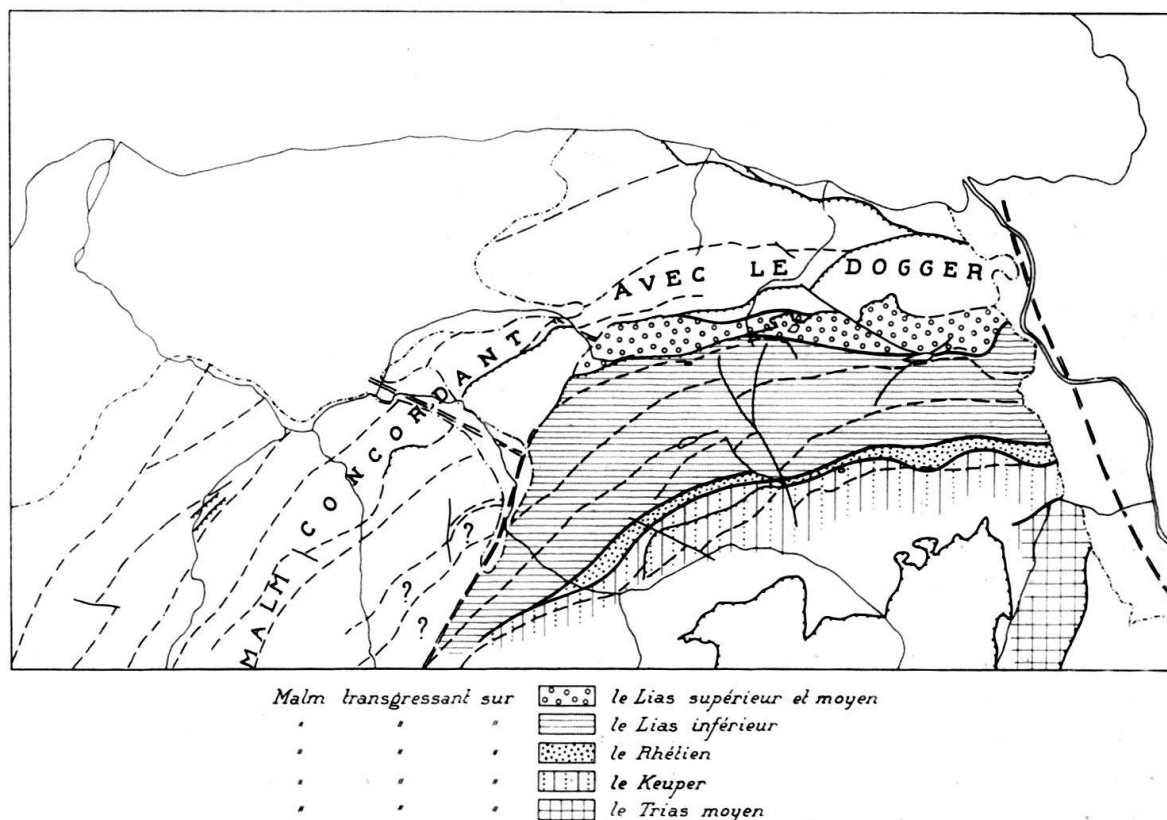 AVEC LE DOGGER
MALM CONCORDANT
?
?
?
Malm transgressant sur le Lias supérieur et moyen
" " " le Lias inférieur
" " " le Rhétien
" " " le Keuper
" " " le Trias moyen